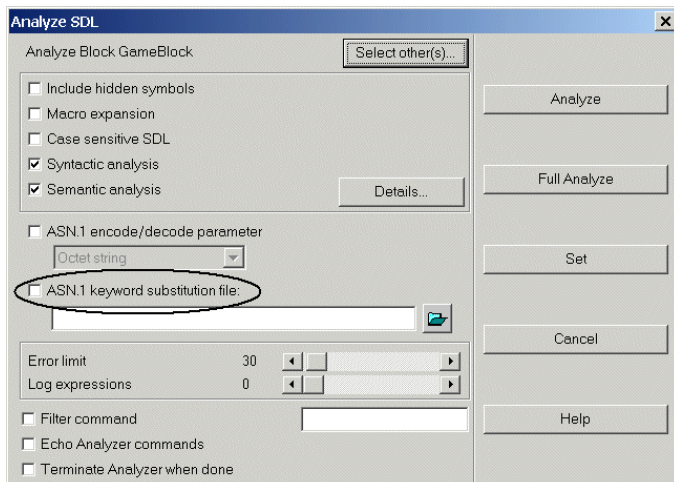 Analyze SDL
Analyze Block GameBlock
Select other(s)...
Include hidden symbols
Macro expansion
Case sensitive SDL
Syntactic analysis
Semantic analysis
Details...
ASN.1 encode/decode parameter
Octet string
ASN.1 keyword substitution file:
Error limit 30
Log expressions 0
Filter command
Echo Analyzer commands
Terminate Analyzer when done
Analyze
Full Analyze
Set
Cancel
Help